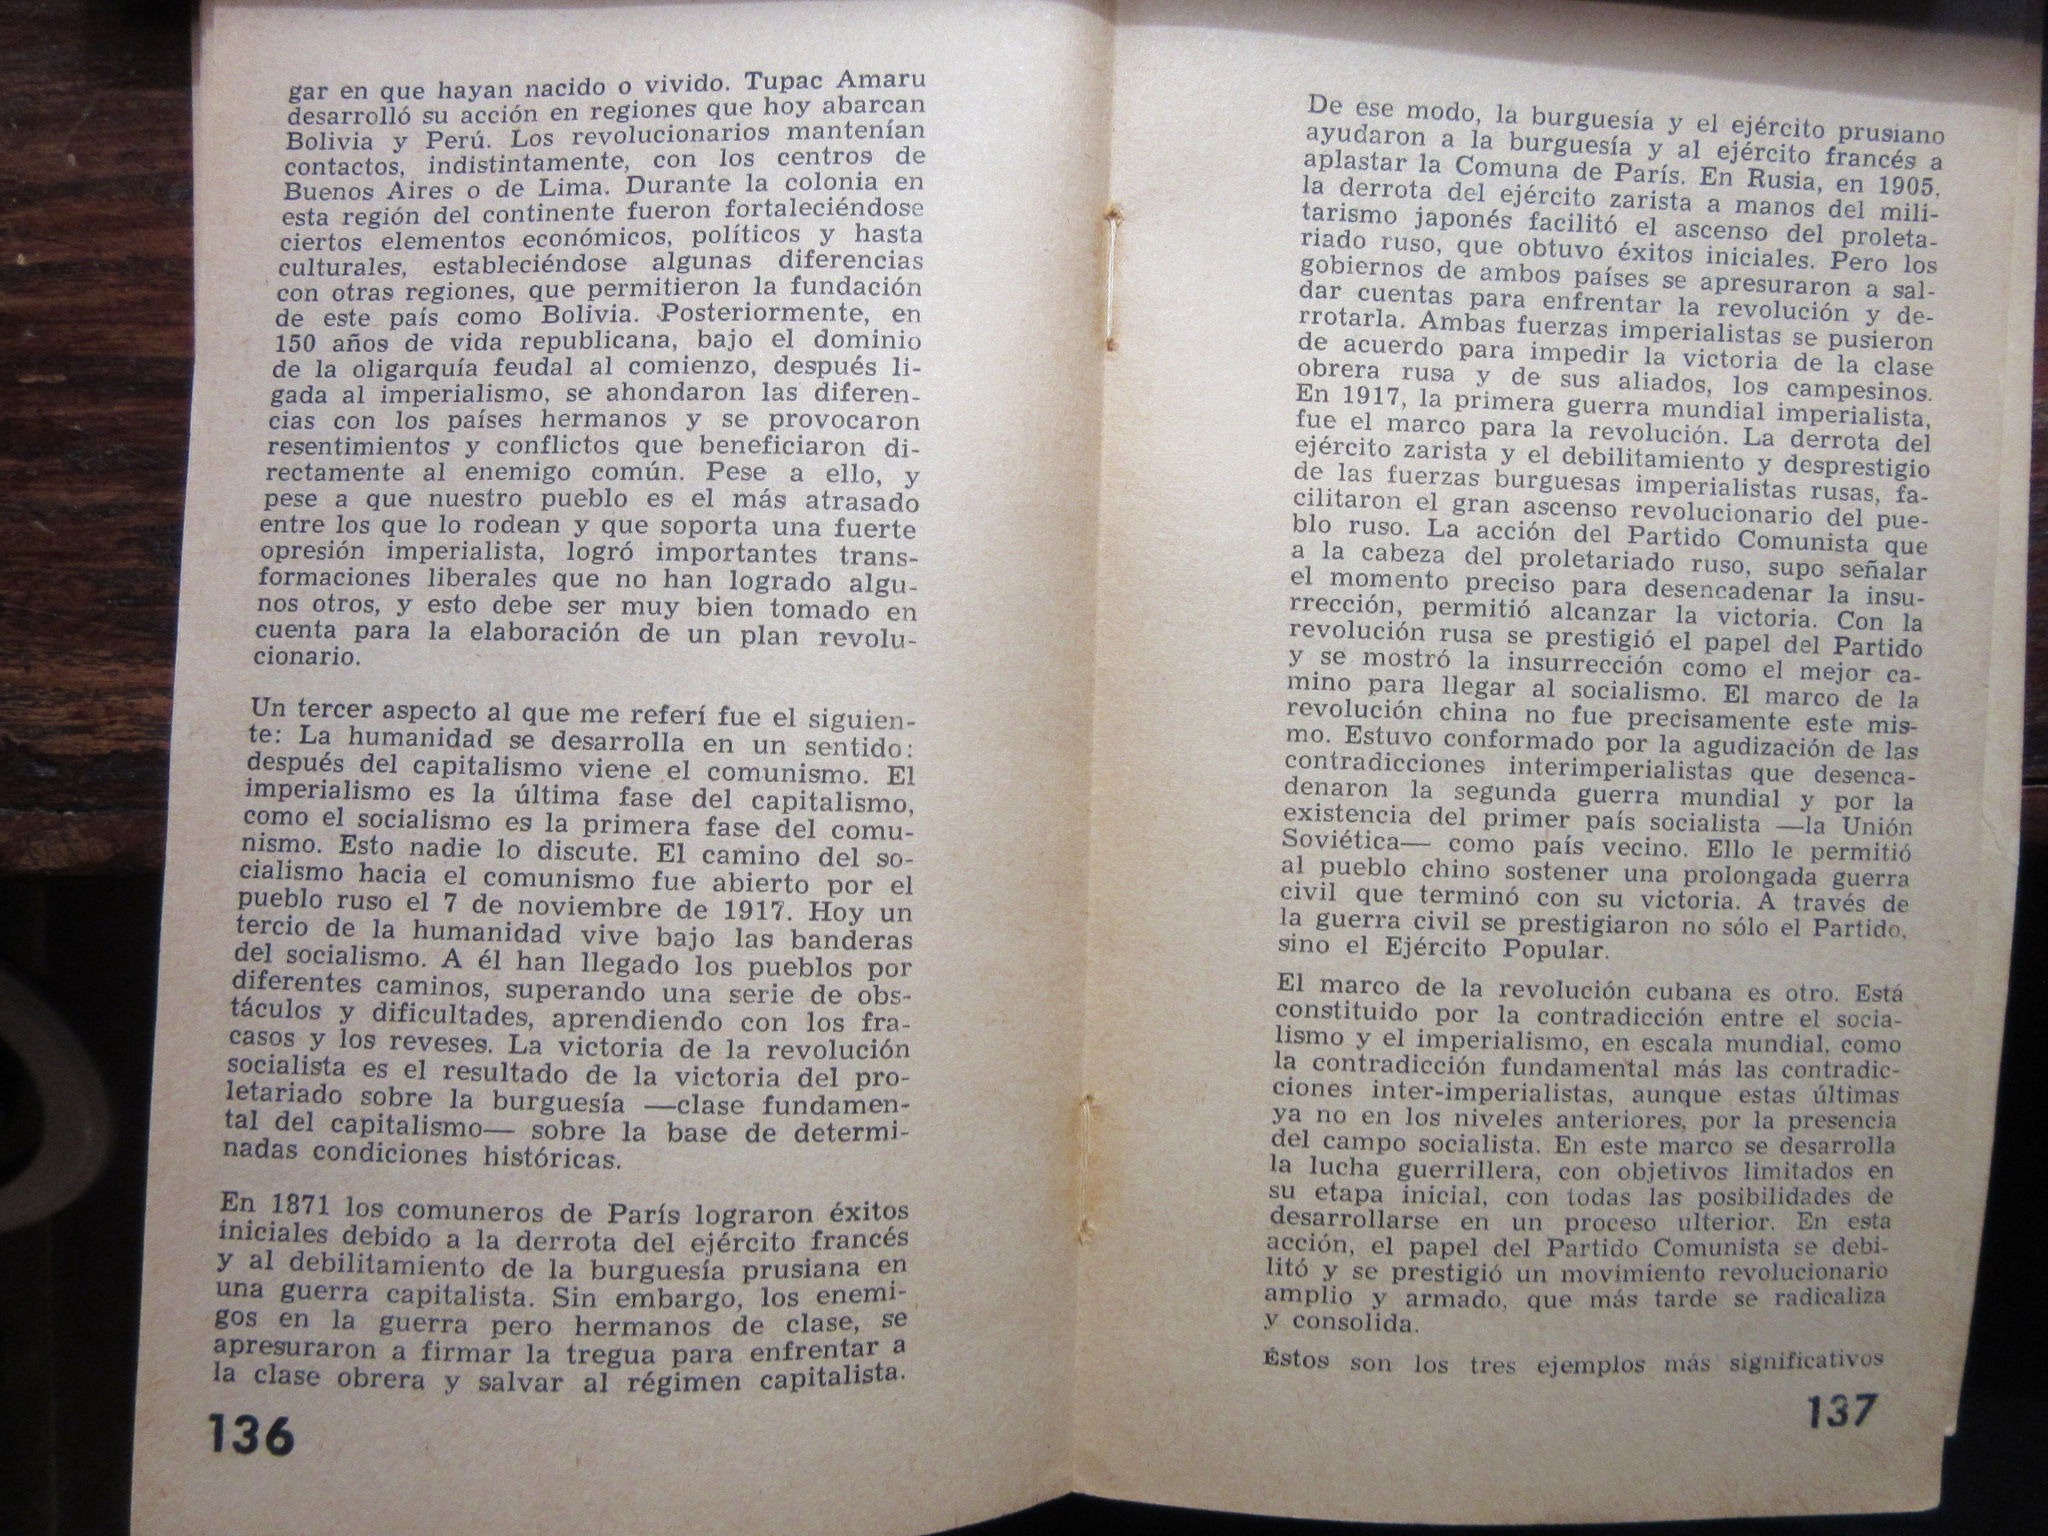 gar en que hayan nacido o vivido. Tupac Amaru
desarrolló su acción en regiones que hoy abarcan
Bolivia y Perú. Los revolucionarios mantenían
contactos, indistintamente, con los centros de
Buenos Aires o de Lima. Durante la colonia en
esta región del continente fueron fortaleciéndose
ciertos elementos económicos, políticos y hasta
culturales, estableciéndose algunas diferencias
con otras regiones, que permitieron la fundación
de este país como Bolivia. Posteriormente, en
150 años de vida republicana, bajo el dominio
de la oligarquía feudal al comienzo, después li-
gada al imperialismo, se ahondaron las diferen-
cias con los países hermanos y se provocaron
resentimientos y conflictos que beneficiaron di-
rectamente al enemigo común. Pese a ello, y
pese a que nuestro pueblo es el más atrasado
entre los que lo rodean y que soporta una fuerte
opresión imperialista, logró importantes trans-
formaciones liberales que no han logrado algu-
nos otros, y esto debe ser muy bien tomado en
cuenta para la elaboración de un plan revolu-
cionario.
Un tercer aspecto al que me referí fue el siguien-
te: La humanidad se desarrolla en un sentido:
después del capitalismo viene el comunismo. El
imperialismo es la última fase del capitalismo,
como el socialismo es la primera fase del comu-
nismo. Esto nadie lo discute. El camino del so-
cialismo hacia el comunismo fue abierto por el
pueblo ruso el 7 de noviembre de 1917. Hoy un
tercio de la humanidad vive bajo las banderas
del socialismo. A él han llegado los pueblos por
diferentes caminos, superando una serie de obs-
táculos y dificultades, aprendiendo con los fra-
casos y los reveses. La victoria de la revolución
socialista es el resultado de la victoria del pro-
letariado sobre la burguesía —clase fundamen-
tal del capitalismo— sobre la base de determi-
nadas condiciones históricas.
En 1871 los comuneros de París lograron éxitos
iniciales debido a la derrota del ejército francés
y al debilitamiento de la burguesía prusiana en
una guerra capitalista. Sin embargo, los enemi-
gos en la guerra pero hermanos de clase, se
apresuraron a firmar la tregua para enfrentar a
la clase obrera y salvar al régimen capitalista.
136
De ese modo, la burguesía y el ejército prusiano
ayudaron a la burguesía y al ejército francés a
aplastar la Comuna de París. En Rusia, en 1905,
la derrota del ejército zarista a manos del mili-
tarismo japonés facilitó el ascenso del proleta-
riado ruso, que obtuvo éxitos iniciales. Pero los
gobiernos de ambos países se apresuraron a sal-
dar cuentas para enfrentar la revolución y de-
rrotarla. Ambas fuerzas imperialistas se pusieron
de acuerdo para impedir la victoria de la clase
obrera rusa y de sus aliados, los campesinos.
En 1917, la primera guerra mundial imperialista,
fue el marco para la revolución. La derrota del
ejército zarista y el debilitamiento y desprestigio
de las fuerzas burguesas imperialistas rusas, fa-
cilitaron el gran ascenso revolucionario del pue-
blo ruso. La acción del Partido Comunista que
a la cabeza del proletariado ruso, supo señalar
el momento preciso para desencadenar la insu-
rrección, permitió alcanzar la victoria. Con la
revolución rusa se prestigió el papel del Partido
y se mostró la insurrección como el mejor ca-
mino para llegar al socialismo. El marco de la
revolución china no fue precisamente este mis-
mo. Estuvo conformado por la agudización de las
contradicciones interimperialistas que desenca-
denaron la segunda guerra mundial y por la
existencia del primer país socialista —la Unión
Soviética— como país vecino. Ello le permitió
al pueblo chino sostener una prolongada guerra
civil que terminó con su victoria. A través de
la guerra civil se prestigiaron no sólo el Partido,
sino el Ejército Popular.
El marco de la revolución cubana es otro. Está
constituido por la contradicción entre el socia-
lismo y el imperialismo, en escala mundial, como
la contradicción fundamental más las contradic-
ciones inter-imperialistas, aunque estas últimas
ya no en los niveles anteriores, por la presencia
del campo socialista. En este marco se desarrolla
la lucha guerrillera, con objetivos limitados en
su etapa inicial, con todas las posibilidades de
desarrollarse en un proceso ulterior. En esta
acción, el papel del Partido Comunista se debi-
litó y se prestigió un movimiento revolucionario
amplio y armado, que más tarde se radicaliza
y consolida.
Éstos son los tres ejemplos más significativos
137